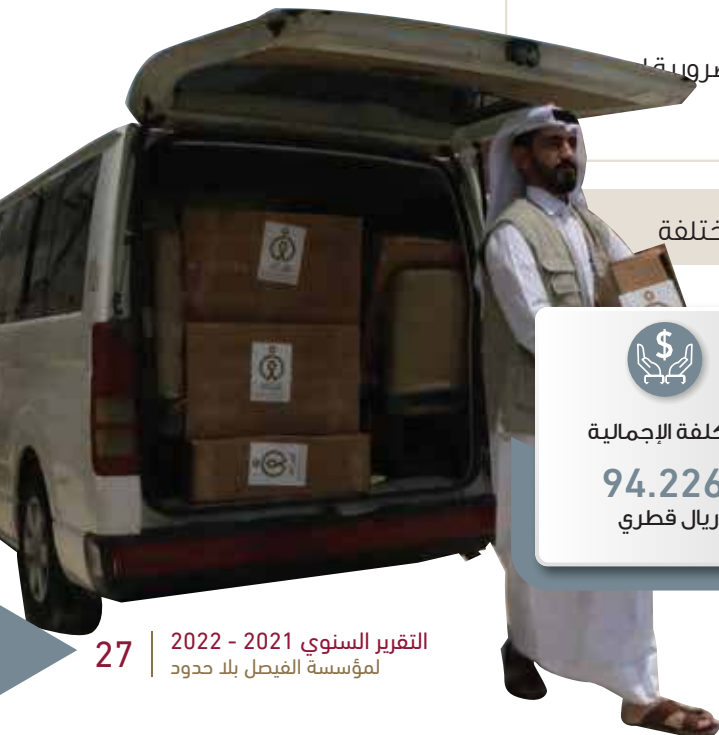 ختلفة
$
كلفة الإجمالية
94.226
ريال قطري
27
التقرير السنوي 2021 - 2022
لمؤسسة الفيصل بلا حدود